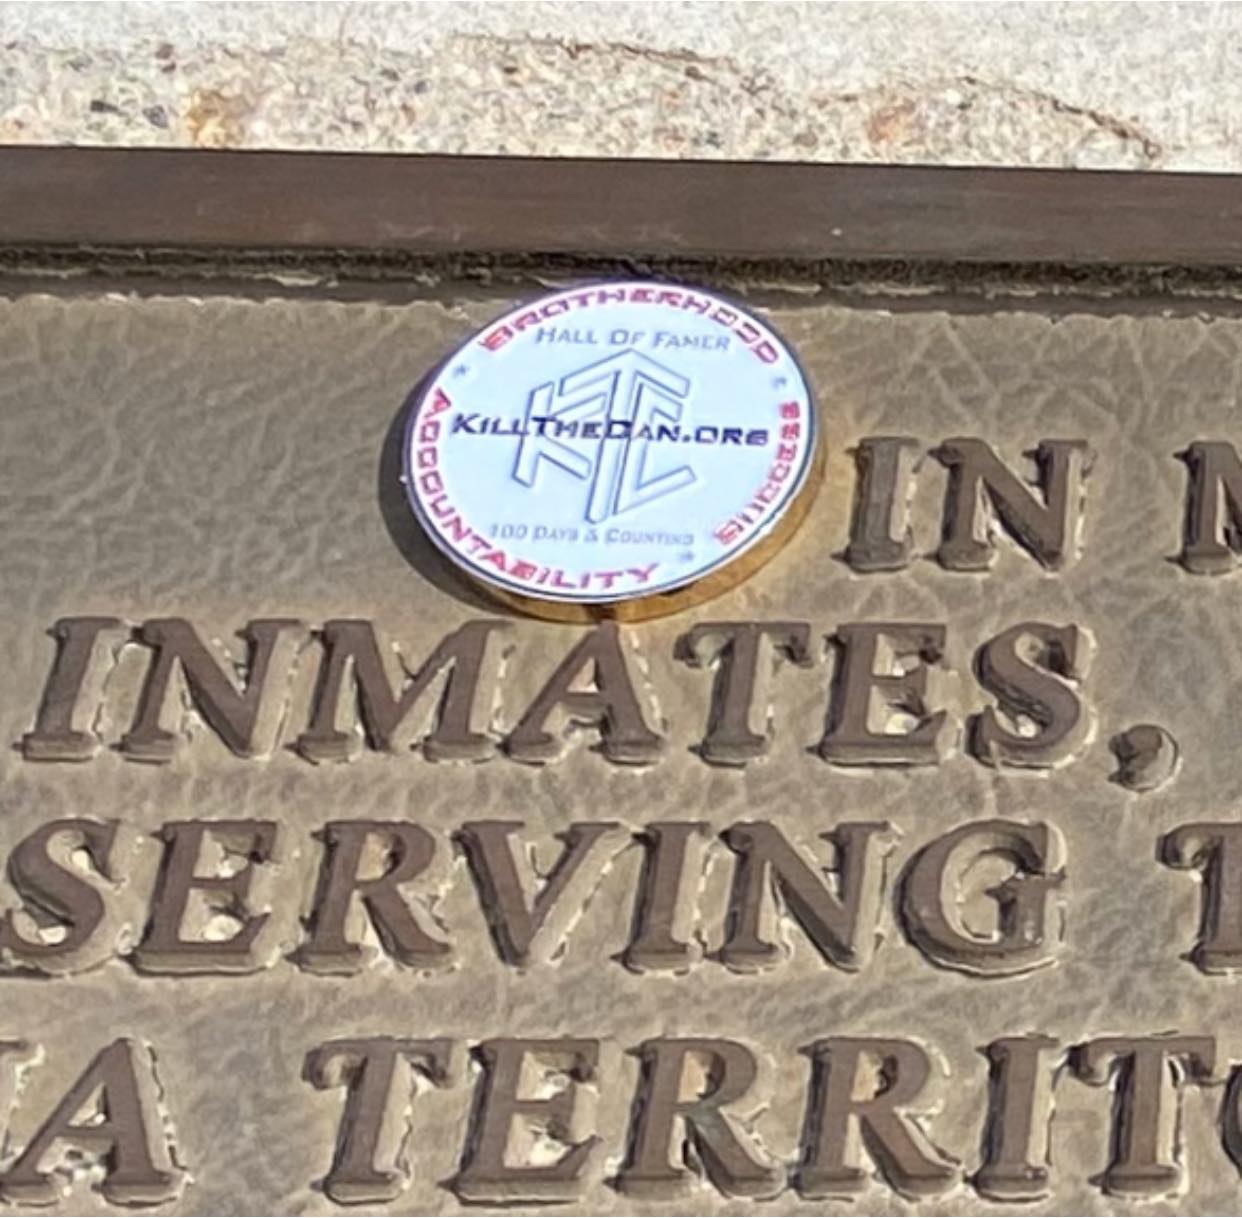 BROTHERHOOD
HALL OF FAMER
KILLTHECAN.ORG
100 DAYS & COUNTING
ACCOUNTABILITY
SUCCESS
IN
INMATES,
SERVING
TERRIT